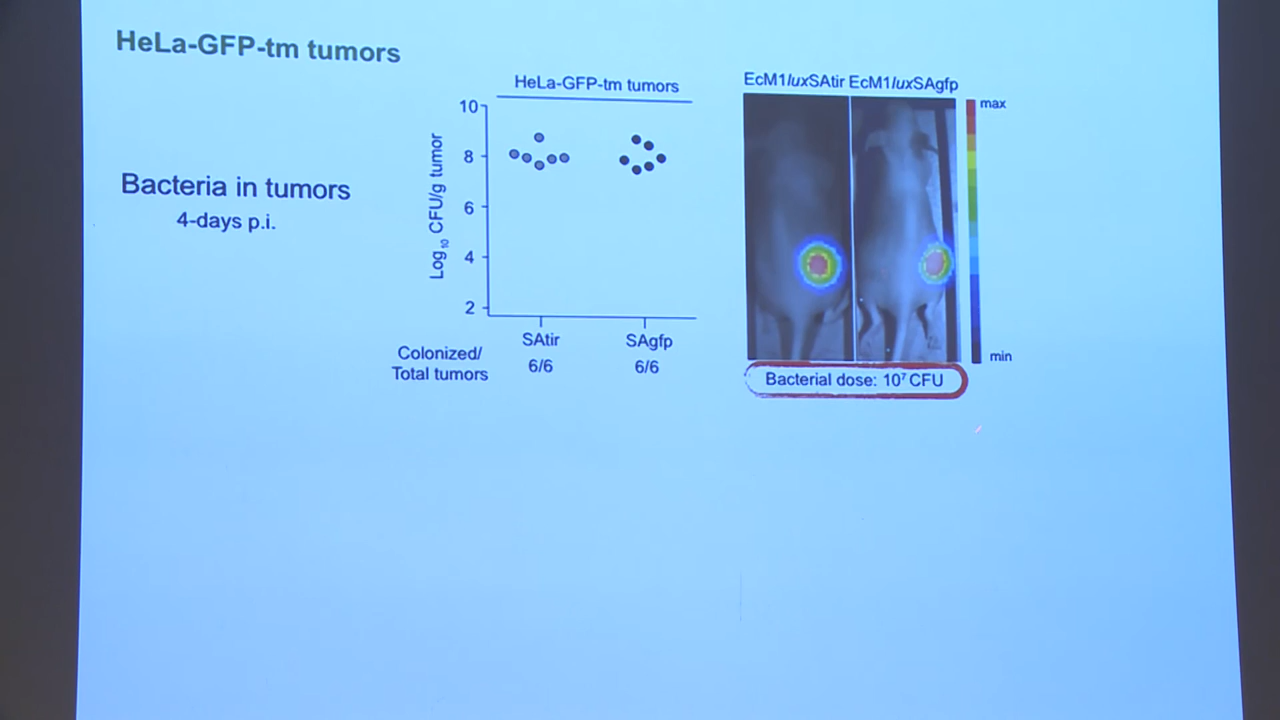 HeLa-GFP-tm tumors
Bacteria in tumors
4-days p.i.
HeLa-GFP-tm tumors
Log₁₀ CFU/g tumor
10
8
6
4
2
SAtir
SAgfp
Colonized/
Total tumors
6/6
6/6
EcM1luxSAtir EcM1luxSAgfp
max
min
Bacterial dose: 10⁷ CFU